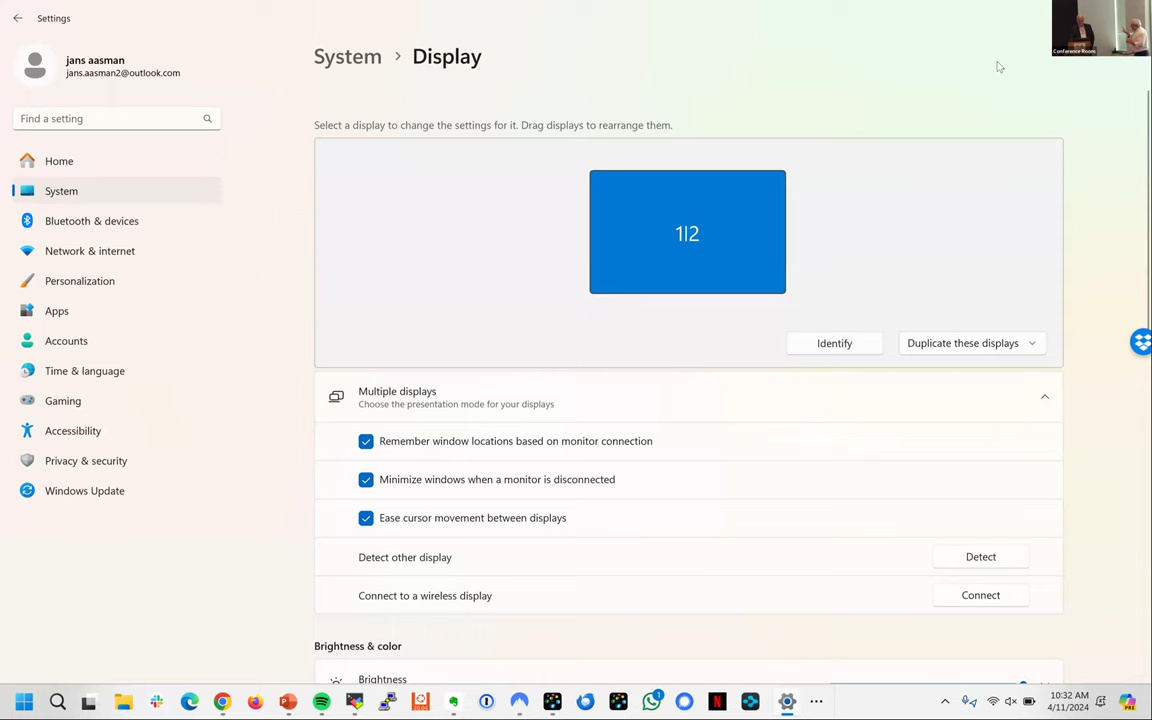 Settings
jans aasman
jans.aasman2@outlook.com
Find a setting
Home
System
Bluetooth & devices
Network & internet
Personalization
Apps
Accounts
Time & language
Gaming
Accessibility
Privacy & security
Windows Update
System > Display
Select a display to change the settings for it. Drag displays to rearrange them.
1|2
Identify
Duplicate these displays
Multiple displays
Choose the presentation mode for your displays
Remember window locations based on monitor connection
Minimize windows when a monitor is disconnected
Ease cursor movement between displays
Detect other display
Detect
Connect to a wireless display
Connect
Brightness & color
Brightness
Conference Room
1
10:32 AM
4/11/2024
PRE